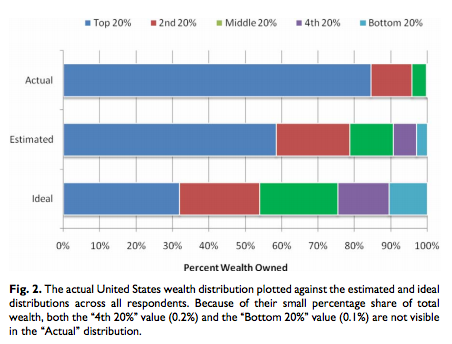 Top 20% 2nd 20% Middle 20% 4th 20% Bottom 20%
Actual
Estimated
Ideal
0% 10% 20% 30% 40% 50% 60% 70% 80% 90% 100%
Percent Wealth Owned
Fig. 2. The actual United States wealth distribution plotted against the estimated and ideal
distributions across all respondents. Because of their small percentage share of total
wealth, both the “4th 20%” value (0.2%) and the “Bottom 20%” value (0.1%) are not visible
in the “Actual” distribution.